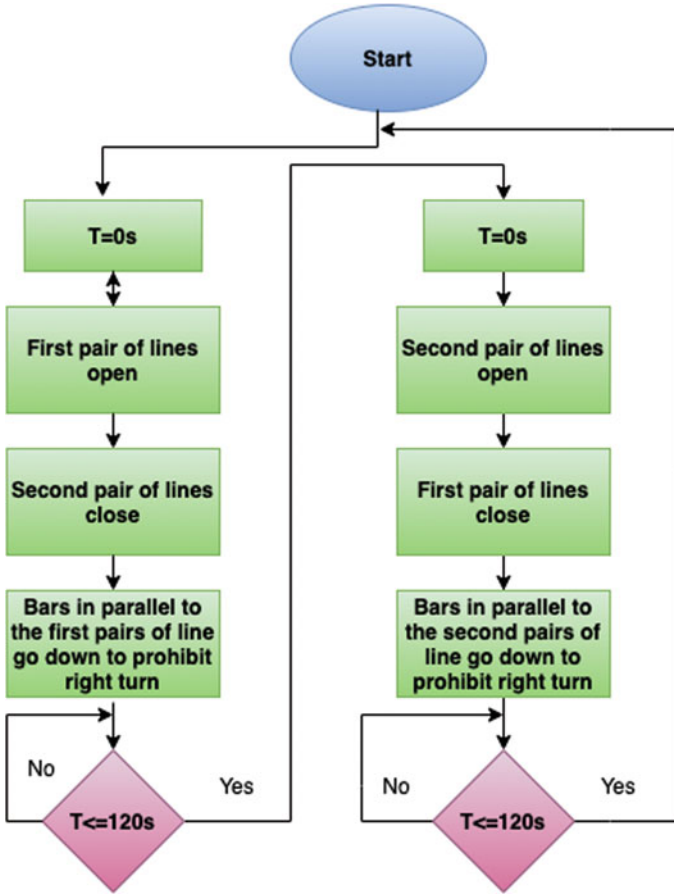 Start
T=0s
First pair of lines
open
Second pair of lines
close
Bars in parallel to
the first pairs of line
go down to prohibit
right turn
No
Yes
T<=120s
T=0s
Second pair of lines
open
First pair of lines
close
Bars in parallel to
the second pairs of
line go down to
prohibit right turn
No
Yes
T<=120s